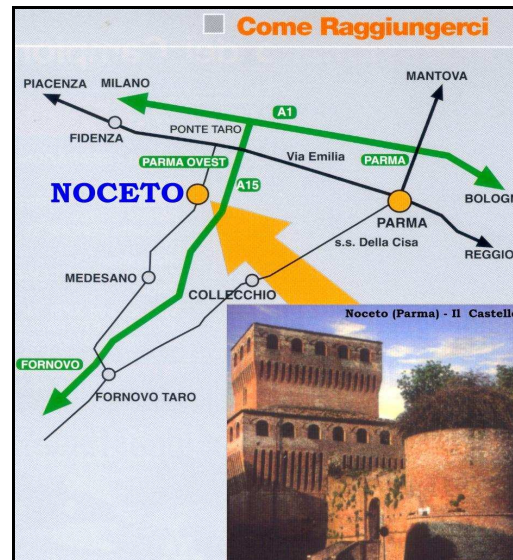 Come Raggiungerci
MANTOVA
PIACENZA
MILANO
A1
PONTE TARO
FIDENZA
Via Emilia
PARMA OVEST
PARMA
A15
NOCETO
BOLOGN
PARMA
s.s. Della Cisa
REGGIO
MEDESANO
COLLECCHIO
Noceto (Parma) - Il Castello
FORNOVO
FORNOVO TARO